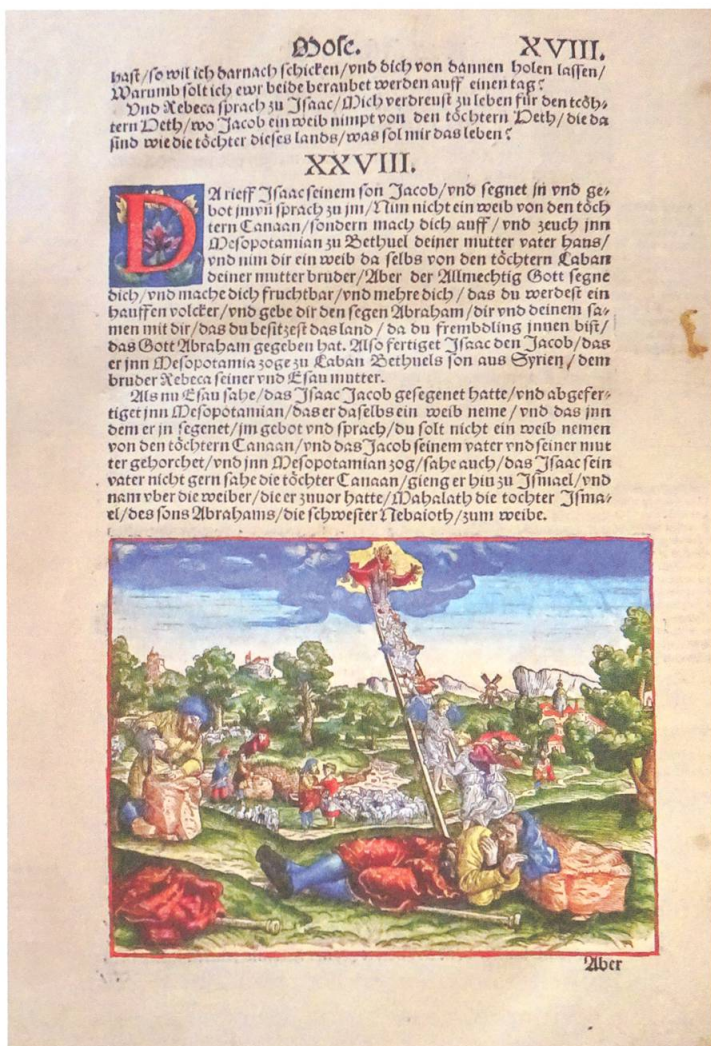 Mose. XVIII.
hast/so wil ich darnach schicken/vnd dich von dannen holen lassen/
Warumb solt ich ewr beide beraubet werden auff einen tag?
Vnd Rebeca sprach zu Isaac/Mich verdreust zu leben für den töch-
tern Heth/wo Jacob ein weib nimpt von den töchtern Heth/die da
sind wie die töchter dieses lands/was sol mir das leben?
XXVIII.
DA rieff Isaac seinem son Jacob/vnd segnet jn vnd ge-
bot jm vñ sprach zu jm/Nim nicht ein weib von den töch
tern Canaan/sondern mach dich auff/vnd zeuch jnn
Mesopotamian zu Bethuel deiner mutter vater haus/
vnd nim dir ein weib da selbs von den töchtern Laban
deiner mutter bruder/Aber der Allmechtig Gott segne
dich/vnd mache dich fruchtbar/vnd mehre dich/das du werdest ein
hauffen volcker/vnd gebe dir den segen Abraham/dir vnd deinem sa-
men mit dir/das du besitzest das land/da du frembdling jnnen bist/
das Gott Abraham gegeben hat. Also fertiget Isaac den Jacob/das
er jnn Mesopotamia zoge zu Laban Bethuels son aus Syrien/dem
bruder Rebeca seiner vnd Esau mutter.
Als nu Esau sahe/das Isaac Jacob gesegenet hatte/vnd abgefer-
tiget jnn Mesopotamian/das er daselbs ein weib neme/vnd das jnn
dem er jn segenet/jm gebot vnd sprach/du solt nicht ein weib nemen
von den töchtern Canaan/vnd das Jacob seinem vater vnd seiner mut
ter gehorchet/vnd jnn Mesopotamian zog/sahe auch/das Isaac sein
vater nicht gern sahe die töchter Canaan/gieng er hin zu Ismael/vnd
nam vber die weiber/die er zuuor hatte/Mahalath die tochter Isma-
el/des sons Abrahams/die schwester Nebaioth/zum weibe.
Aber